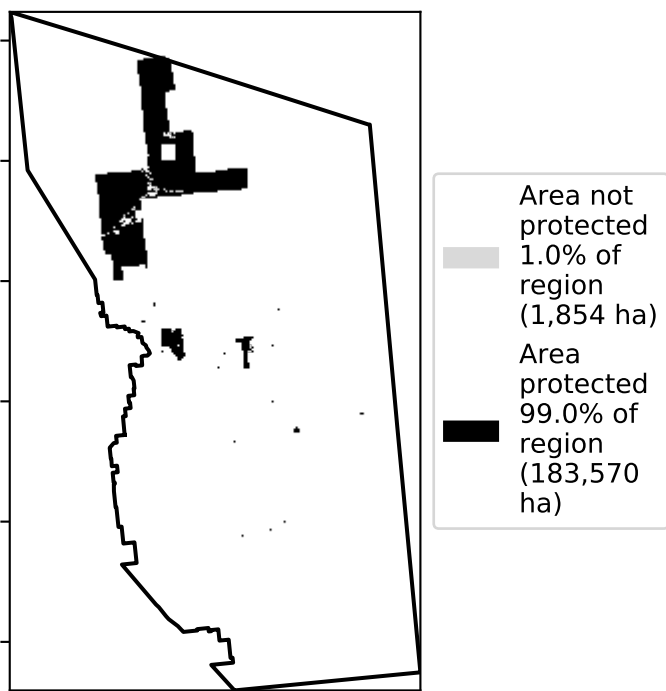 Area not
protected
1.0% of
region
(1,854 ha)
Area
protected
99.0% of
region
(183,570
ha)